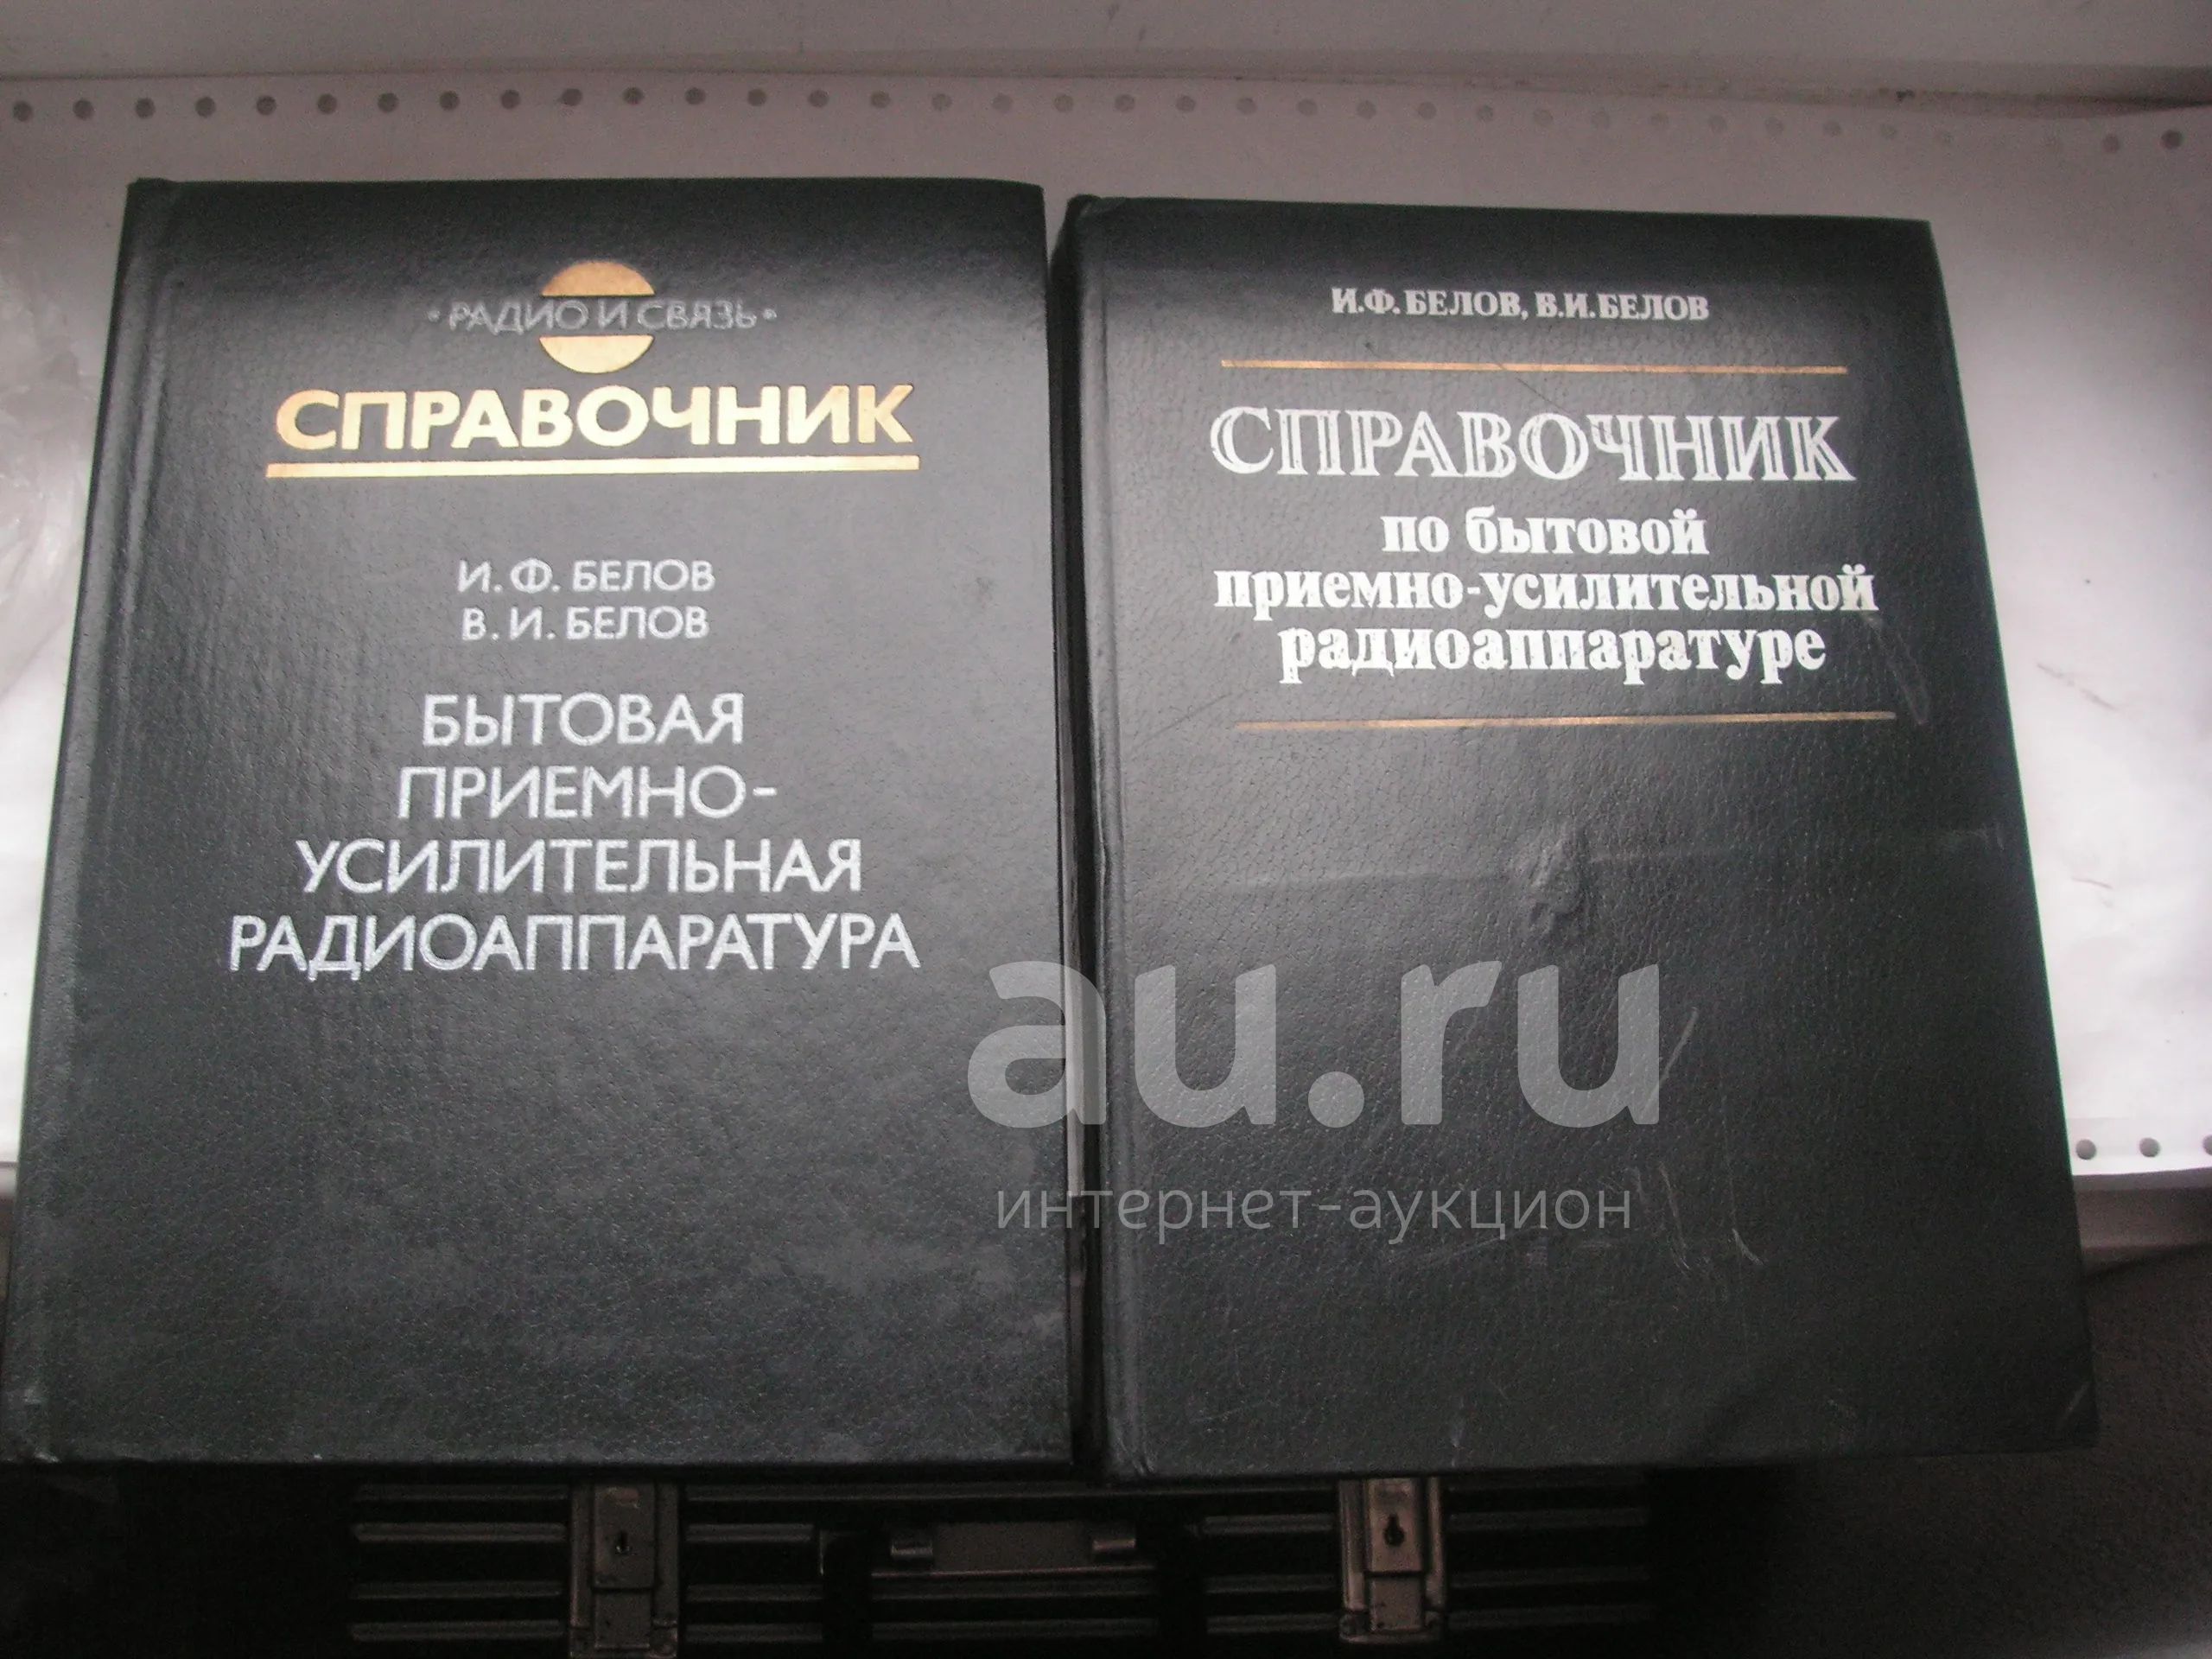 • РАДИО И СВЯЗЬ •
СПРАВОЧНИК
И. Ф. БЕЛОВ
В. И. БЕЛОВ
БЫТОВАЯ
ПРИЕМНО-
УСИЛИТЕЛЬНАЯ
РАДИОАППАРАТУРА
И.Ф. БЕЛОВ, В.И. БЕЛОВ
СПРАВОЧНИК
по бытовой
приемно-усилительной
радиоаппаратуре
au.ru
интернет-аукцион